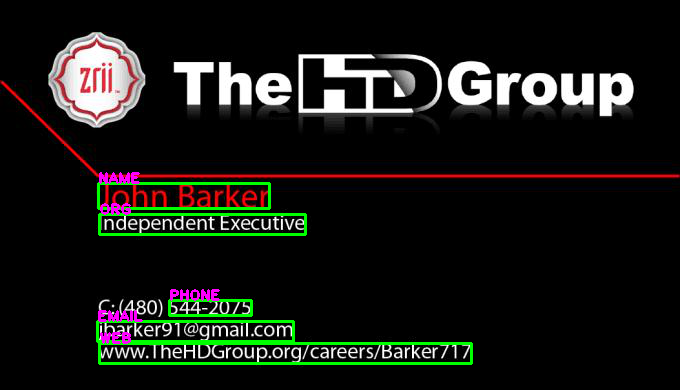 zrii™
The HD Group
NAME
John Barker
ORG
Independent Executive
PHONE
C: (480) 544-2075
EMAIL
jbarker91@gmail.com
WEB
www.TheHDGroup.org/careers/Barker717